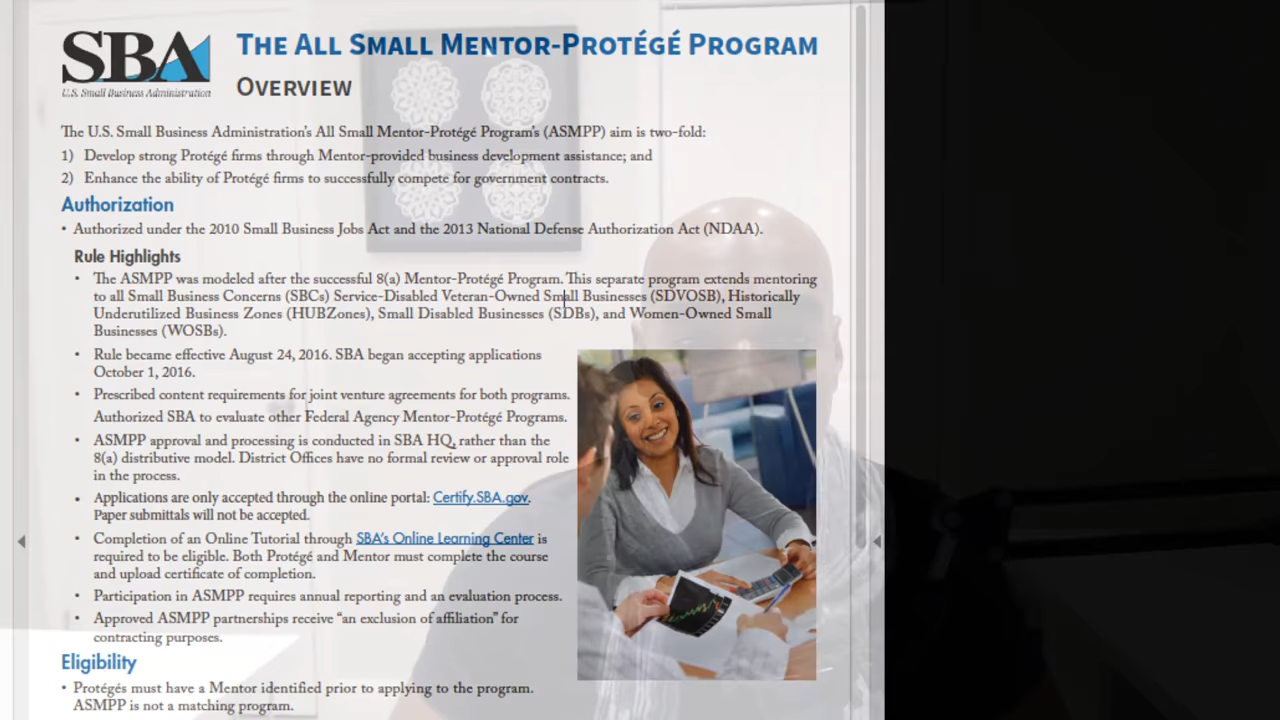 SBA
U.S. Small Business Administration
THE ALL SMALL MENTOR-PROTÉGÉ PROGRAM
OVERVIEW
The U.S. Small Business Administration's All Small Mentor-Protégé Program's (ASMPP) aim is two-fold:
1) Develop strong Protégé firms through Mentor-provided business development assistance; and
2) Enhance the ability of Protégé firms to successfully compete for government contracts.
Authorization
• Authorized under the 2010 Small Business Jobs Act and the 2013 National Defense Authorization Act (NDAA).
Rule Highlights
• The ASMPP was modeled after the successful 8(a) Mentor-Protégé Program. This separate program extends mentoring
to all Small Business Concerns (SBCs) Service-Disabled Veteran-Owned Small Businesses (SDVOSB), Historically
Underutilized Business Zones (HUBZones), Small Disabled Businesses (SDBs), and Women-Owned Small
Businesses (WOSBs).
• Rule became effective August 24, 2016. SBA began accepting applications
October 1, 2016.
• Prescribed content requirements for joint venture agreements for both programs.
Authorized SBA to evaluate other Federal Agency Mentor-Protégé Programs.
• ASMPP approval and processing is conducted in SBA HQ, rather than the
8(a) distributive model. District Offices have no formal review or approval role
in the process.
• Applications are only accepted through the online portal: Certify.SBA.gov.
Paper submittals will not be accepted.
• Completion of an Online Tutorial through SBA's Online Learning Center is
required to be eligible. Both Protégé and Mentor must complete the course
and upload certificate of completion.
• Participation in ASMPP requires annual reporting and an evaluation process.
• Approved ASMPP partnerships receive "an exclusion of affiliation" for
contracting purposes.
Eligibility
• Protégés must have a Mentor identified prior to applying to the program.
ASMPP is not a matching program.